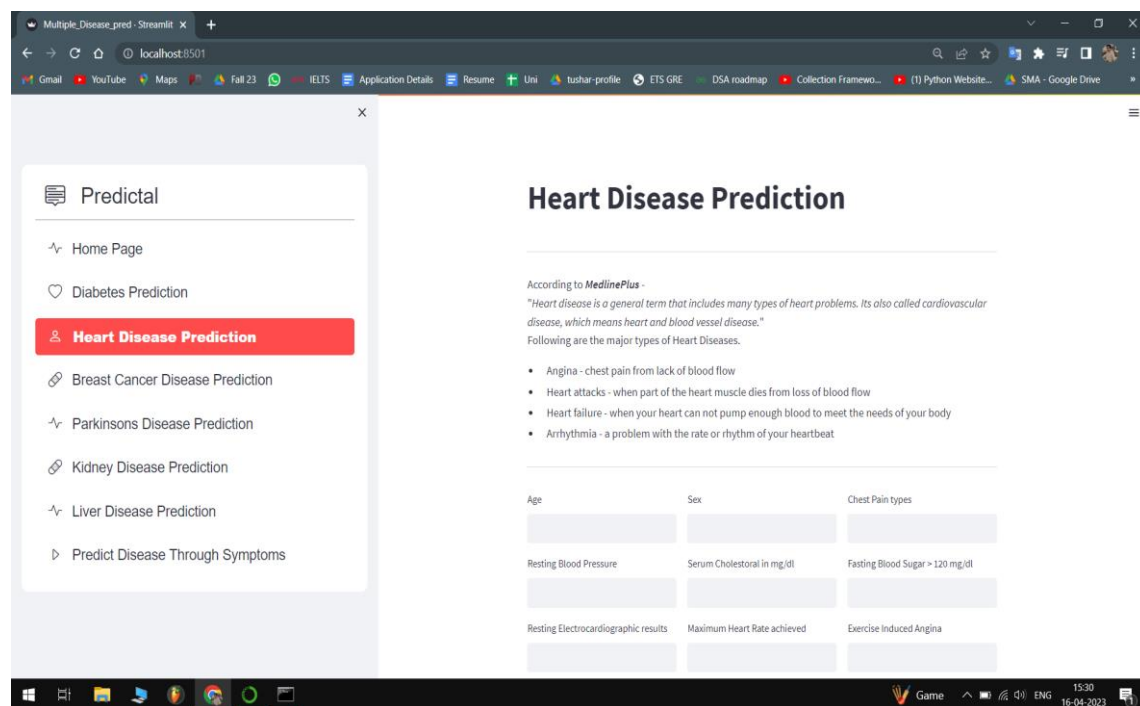 Multiple_Disease_pred · Streamlit
localhost:8501
Gmail YouTube Maps Fall 23 IELTS Application Details Resume Uni tushar-profile ETS GRE DSA roadmap Collection Framewo... (1) Python Website... SMA - Google Drive »
Predictal
Home Page
Diabetes Prediction
Heart Disease Prediction
Breast Cancer Disease Prediction
Parkinsons Disease Prediction
Kidney Disease Prediction
Liver Disease Prediction
Predict Disease Through Symptoms
Heart Disease Prediction
According to MedlinePlus -
"Heart disease is a general term that includes many types of heart problems. Its also called cardiovascular
disease, which means heart and blood vessel disease."
Following are the major types of Heart Diseases.
• Angina - chest pain from lack of blood flow
• Heart attacks - when part of the heart muscle dies from loss of blood flow
• Heart failure - when your heart can not pump enough blood to meet the needs of your body
• Arrhythmia - a problem with the rate or rhythm of your heartbeat
Age Sex Chest Pain types
Resting Blood Pressure Serum Cholestoral in mg/dl Fasting Blood Sugar > 120 mg/dl
Resting Electrocardiographic results Maximum Heart Rate achieved Exercise Induced Angina
Game ENG 15:30
16-04-2023